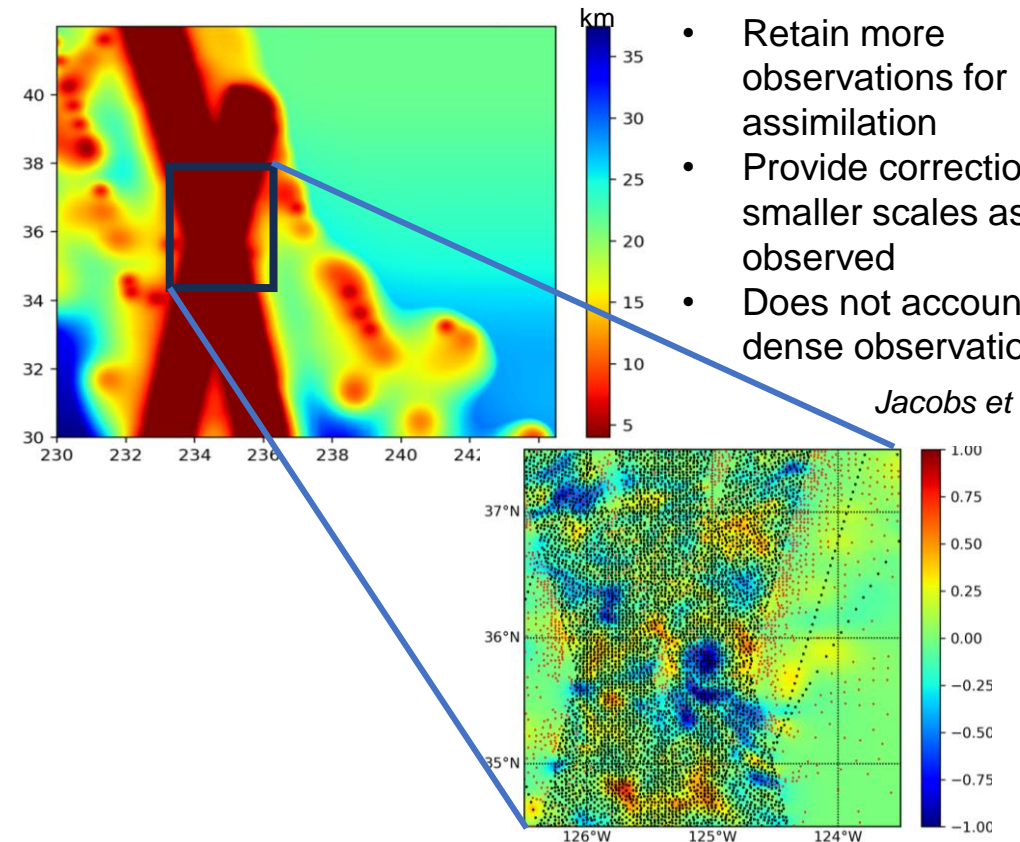 km
• Retain more
observations for
assimilation
• Provide correctio
smaller scales as
observed
• Does not accoun
dense observatio
Jacobs et
40
38
36
34
32
30
230
232
234
236
238
240
242
35
30
25
20
15
10
5
37°N
36°N
35°N
126°W
125°W
124°W
1.00
0.75
0.50
0.25
0.00
−0.25
−0.50
−0.75
−1.00